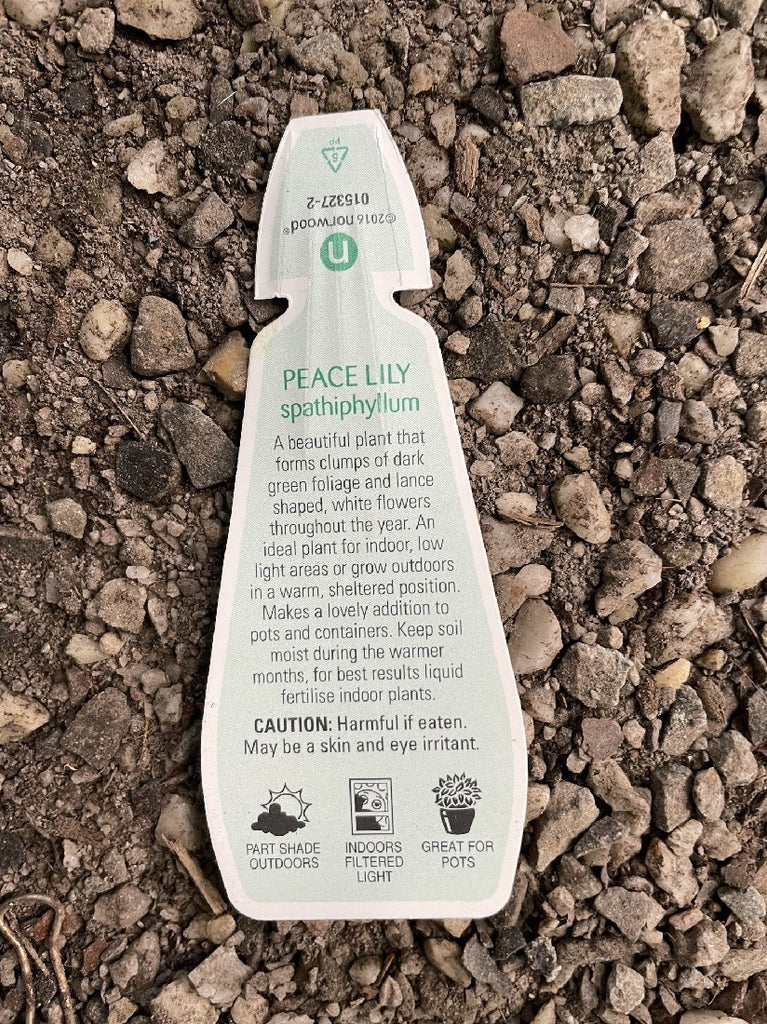 5
PP
015327-2
©2016 norwood®
n
PEACE LILY
spathiphyllum
A beautiful plant that
forms clumps of dark
green foliage and lance
shaped, white flowers
throughout the year. An
ideal plant for indoor, low
light areas or grow outdoors
in a warm, sheltered position.
Makes a lovely addition to
pots and containers. Keep soil
moist during the warmer
months, for best results liquid
fertilise indoor plants.
CAUTION: Harmful if eaten.
May be a skin and eye irritant.
PART SHADE
OUTDOORS
INDOORS
FILTERED
LIGHT
GREAT FOR
POTS